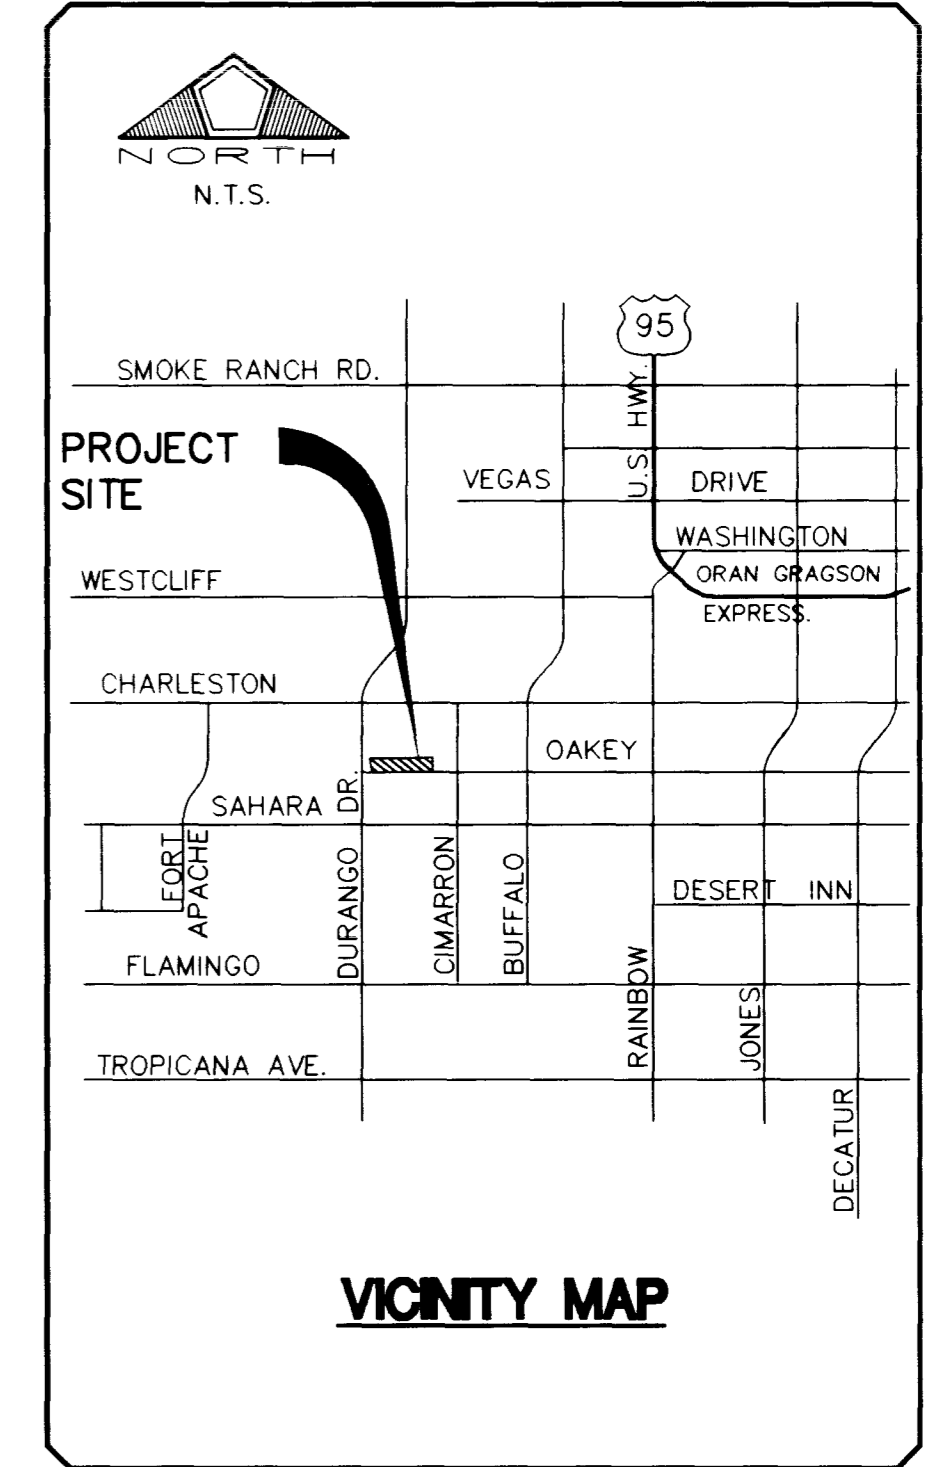 NORTH
N.T.S.
95
SMOKE RANCH RD.
U.S. HWY.
PROJECT
SITE
VEGAS DRIVE
WASHINGTON
WESTCLIFF
ORAN GRAGSON
EXPRESS.
CHARLESTON
OAKEY
SAHARA
DURANGO DR.
FORT
APACHE
CIMARRON
BUFFALO
DESERT INN
FLAMINGO
RAINBOW
JONES
TROPICANA AVE.
DECATUR
VICINITY MAP